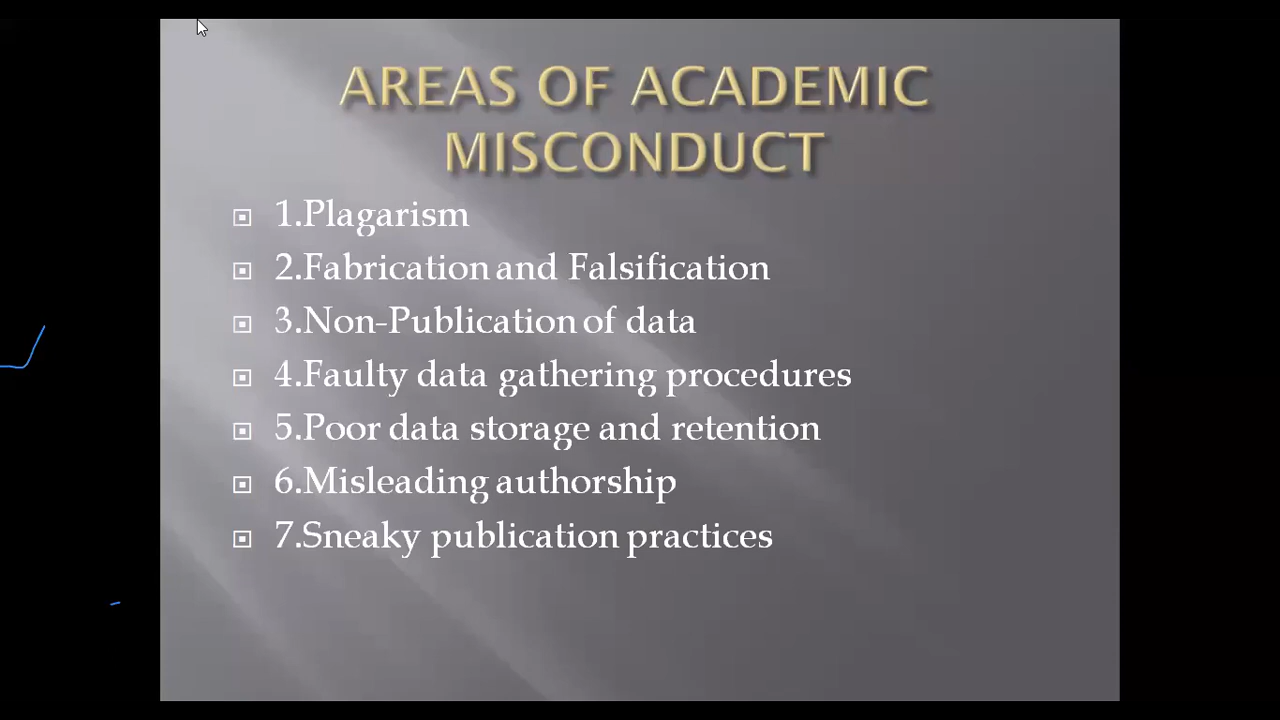 AREAS OF ACADEMIC
MISCONDUCT
1.Plagarism
2.Fabrication and Falsification
3.Non-Publication of data
4.Faulty data gathering procedures
5.Poor data storage and retention
6.Misleading authorship
7.Sneaky publication practices